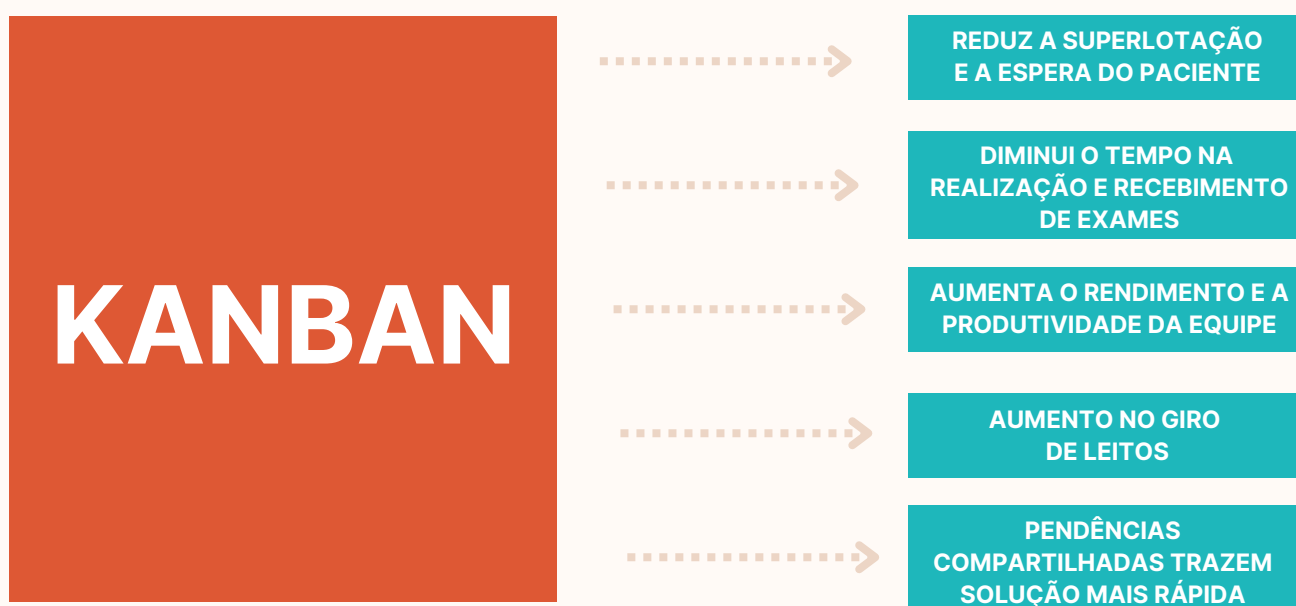 KANBAN
REDUZ A SUPERLOTAÇÃO
E A ESPERA DO PACIENTE
DIMINUI O TEMPO NA
REALIZAÇÃO E RECEBIMENTO
DE EXAMES
AUMENTA O RENDIMENTO E A
PRODUTIVIDADE DA EQUIPE
AUMENTO NO GIRO
DE LEITOS
PENDÊNCIAS
COMPARTILHADAS TRAZEM
SOLUÇÃO MAIS RÁPIDA